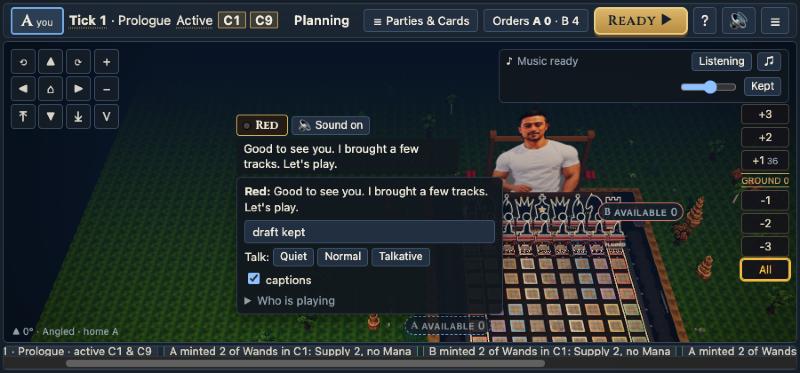 A you Tick 1 · Prologue Active C1 C9 Planning ≡ Parties & Cards Orders A 0 · B 4 READY ▶ ? ≡
♪ Music ready Listening ♫
Kept
V
+3
+2
+1 36
GROUND 0
-1
-2
-3
All
RED Sound on
Good to see you. I brought a few
tracks. Let's play.
Red: Good to see you. I brought a few tracks.
Let's play.
draft kept
Talk: Quiet Normal Talkative
captions
▶ Who is playing
B AVAILABLE 0
A AVAILABLE 0
▲ 0° · Angled · home A
1 · Prologue · active C1 & C9 | A minted 2 of Wands in C1: Supply 2, no Mana | B minted 2 of Wands in C1: Supply 2, no Mana | A minted 2 of Wands